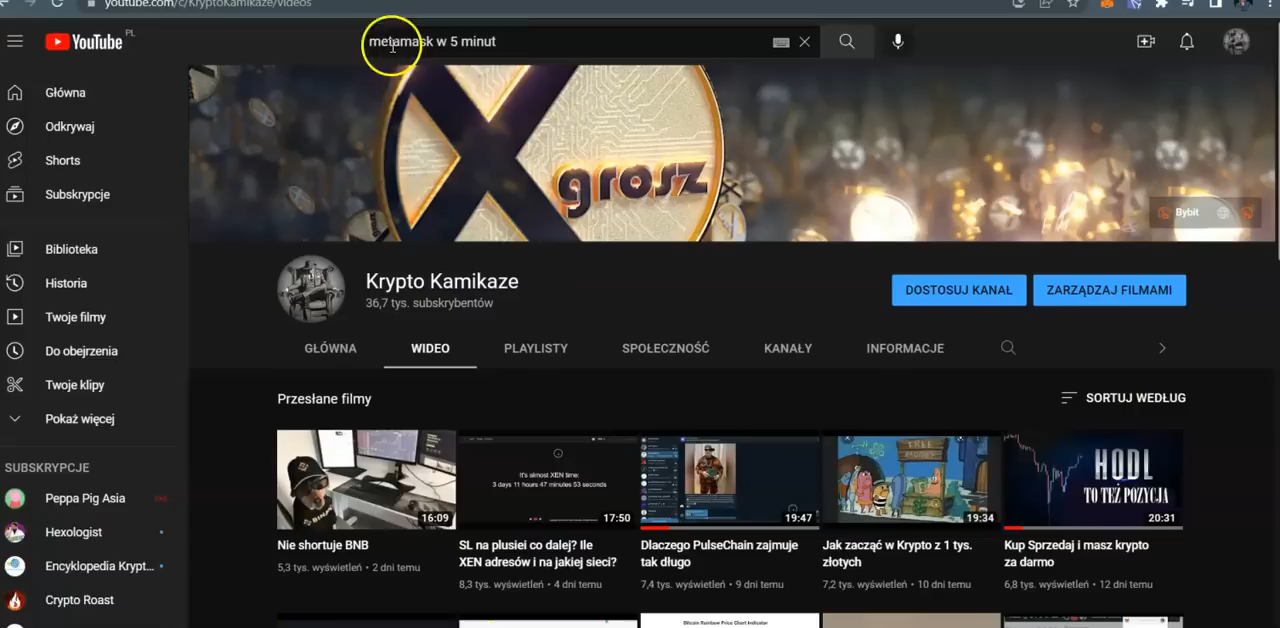 youtube.com/c/KryptoKamikaze/videos
YouTube PL
metamask w 5 minut
Główna
Odkrywaj
Shorts
Subskrypcje
Biblioteka
Historia
Twoje filmy
Do obejrzenia
Twoje klipy
Pokaż więcej
SUBSKRYPCJE
Peppa Pig Asia
Hexologist
Encyklopedia Krypt...
Crypto Roast
X
grosz
Bybit
Krypto Kamikaze
36,7 tys. subskrybentów
DOSTOSUJ KANAŁ
ZARZĄDZAJ FILMAMI
GŁÓWNA
WIDEO
PLAYLISTY
SPOŁECZNOŚĆ
KANAŁY
INFORMACJE
Przesłane filmy
SORTUJ WEDŁUG
16:09
Nie shortuje BNB
5,3 tys. wyświetleń • 2 dni temu
It's almost XEN time:
3 days 11 hours 47 minutes 53 seconds
17:50
SL na plusiei co dalej? Ile
XEN adresów i na jakiej sieci?
8,3 tys. wyświetleń • 4 dni temu
19:47
Dlaczego PulseChain zajmuje
tak długo
7,4 tys. wyświetleń • 9 dni temu
FREE
19:34
Jak zacząć w Krypto z 1 tys.
złotych
7,2 tys. wyświetleń • 10 dni temu
HODL
TO TEŻ POZYCJA
20:31
Kup Sprzedaj i masz krypto
za darmo
6,8 tys. wyświetleń • 12 dni temu
Bitcoin Rainbow Price Chart Indicator